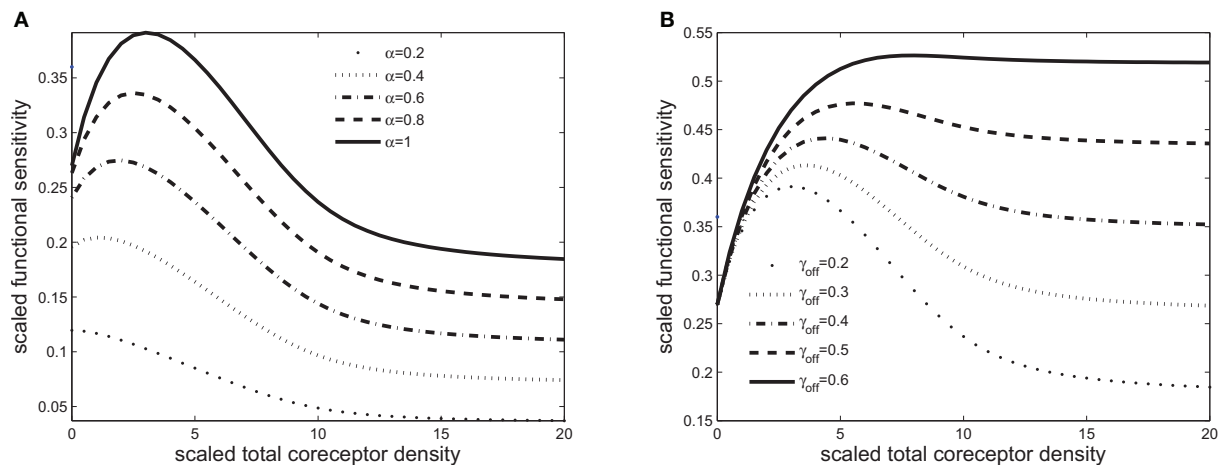 A
scaled functional sensitivity
0.35
0.3
0.25
0.2
0.15
0.1
0.05
0
5
10
15
20
scaled total coreceptor density
α=0.2
α=0.4
α=0.6
α=0.8
α=1
B
scaled functional sensitivity
0.55
0.5
0.45
0.4
0.35
0.3
0.25
0.2
0.15
0
5
10
15
20
scaled total coreceptor density
γoff=0.2
γoff=0.3
γoff=0.4
γoff=0.5
γoff=0.6